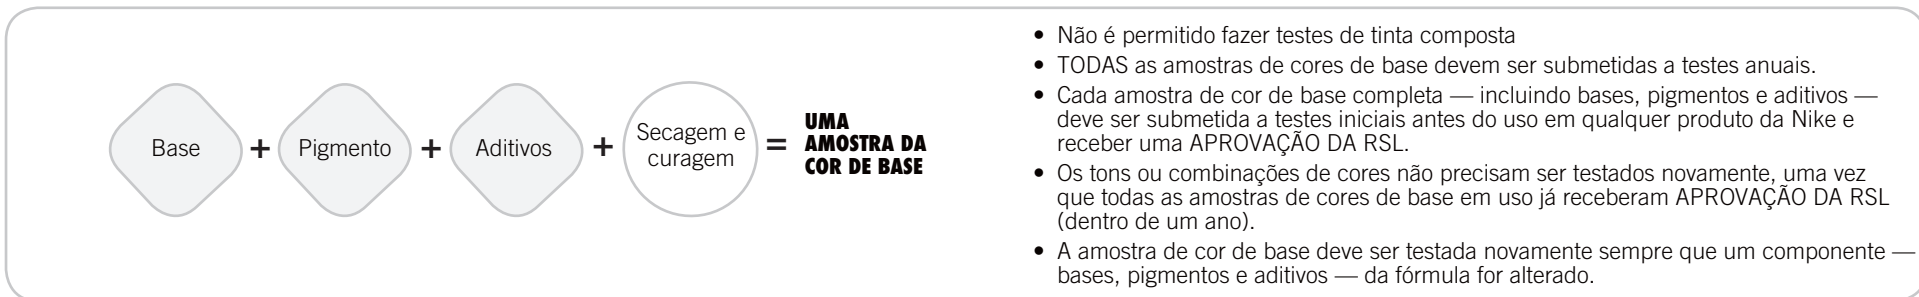 Base + Pigmento + Aditivos + Secagem e
curagem = UMA
AMOSTRA DA
COR DE BASE
• Não é permitido fazer testes de tinta composta
• TODAS as amostras de cores de base devem ser submetidas a testes anuais.
• Cada amostra de cor de base completa — incluindo bases, pigmentos e aditivos —
deve ser submetida a testes iniciais antes do uso em qualquer produto da Nike e
receber uma APROVAÇÃO DA RSL.
• Os tons ou combinações de cores não precisam ser testados novamente, uma vez
que todas as amostras de cores de base em uso já receberam APROVAÇÃO DA RSL
(dentro de um ano).
• A amostra de cor de base deve ser testada novamente sempre que um componente —
bases, pigmentos e aditivos — da fórmula for alterado.